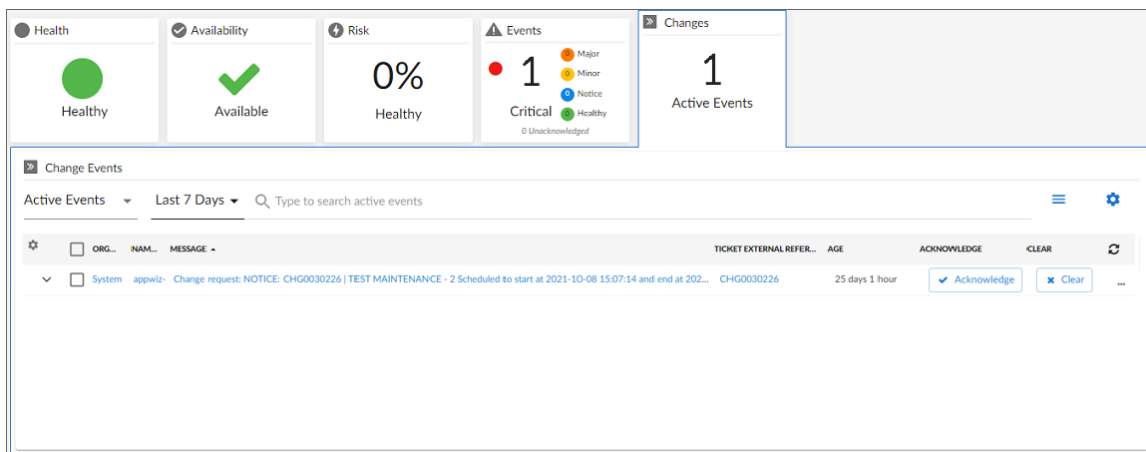 Health
Healthy
Availability
Available
Risk
0%
Healthy
Events
1
Critical
0 Major
0 Minor
0 Notice
0 Healthy
0 Unacknowledged
Changes
1
Active Events
Change Events
Active Events Last 7 Days Type to search active events
ORG... NAM... MESSAGE TICKET EXTERNAL REFER... AGE ACKNOWLEDGE CLEAR
System appwiz- Change request: NOTICE: CHG0030226 | TEST MAINTENANCE - 2 Scheduled to start at 2021-10-08 15:07:14 and end at 202... CHG0030226 25 days 1 hour Acknowledge Clear ...